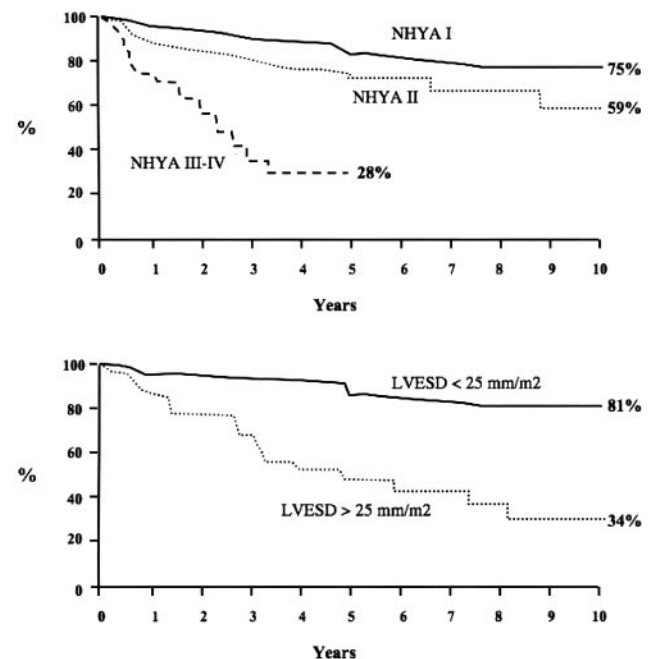 100
80
60
%
40
20
0
NHYA I
75%
NHYA II
59%
NHYA III-IV
28%
0 1 2 3 4 5 6 7 8 9 10
Years
100
80
60
%
40
20
0
LVESD < 25 mm/m2
81%
LVESD > 25 mm/m2
34%
0 1 2 3 4 5 6 7 8 9 10
Years